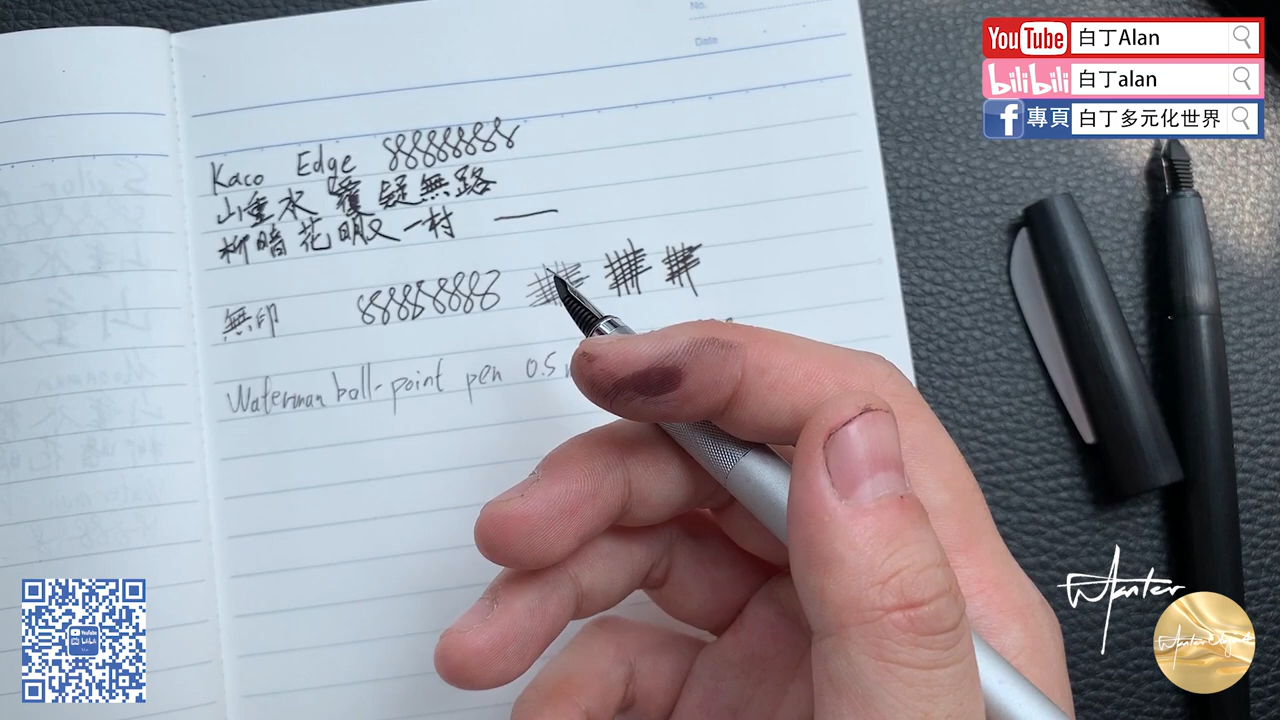 No.
Date
YouTube 白丁Alan
bilibili 白丁alan
f 專頁 白丁多元化世界
Kaco Edge 88888888
山重水覆疑無路
柳暗花明又一村 —
無印 88888888
Waterman ball-point pen 0.5
Wanter